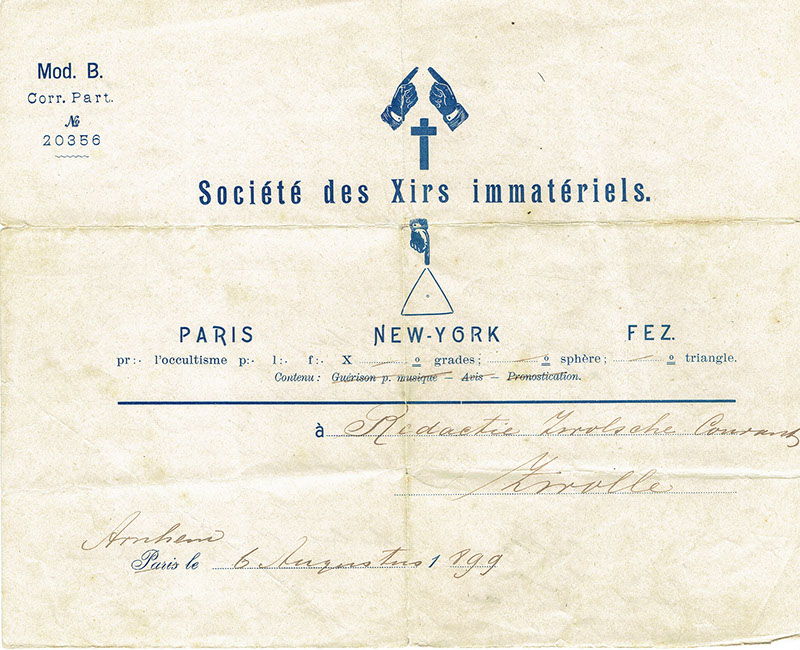 Mod. B.
Corr. Part.
№
20356
Société des Xirs immatériels.
PARIS NEW-YORK FEZ.
pr:· l'occultisme p:· l:· f:· X º grades; º sphère; º triangle.
Contenu: Guérison p. musique — Avis — Pronostication.
à Redactie Zwolsche Courant
Zwolle
Arnhem
Paris le 6 Augustus 1899